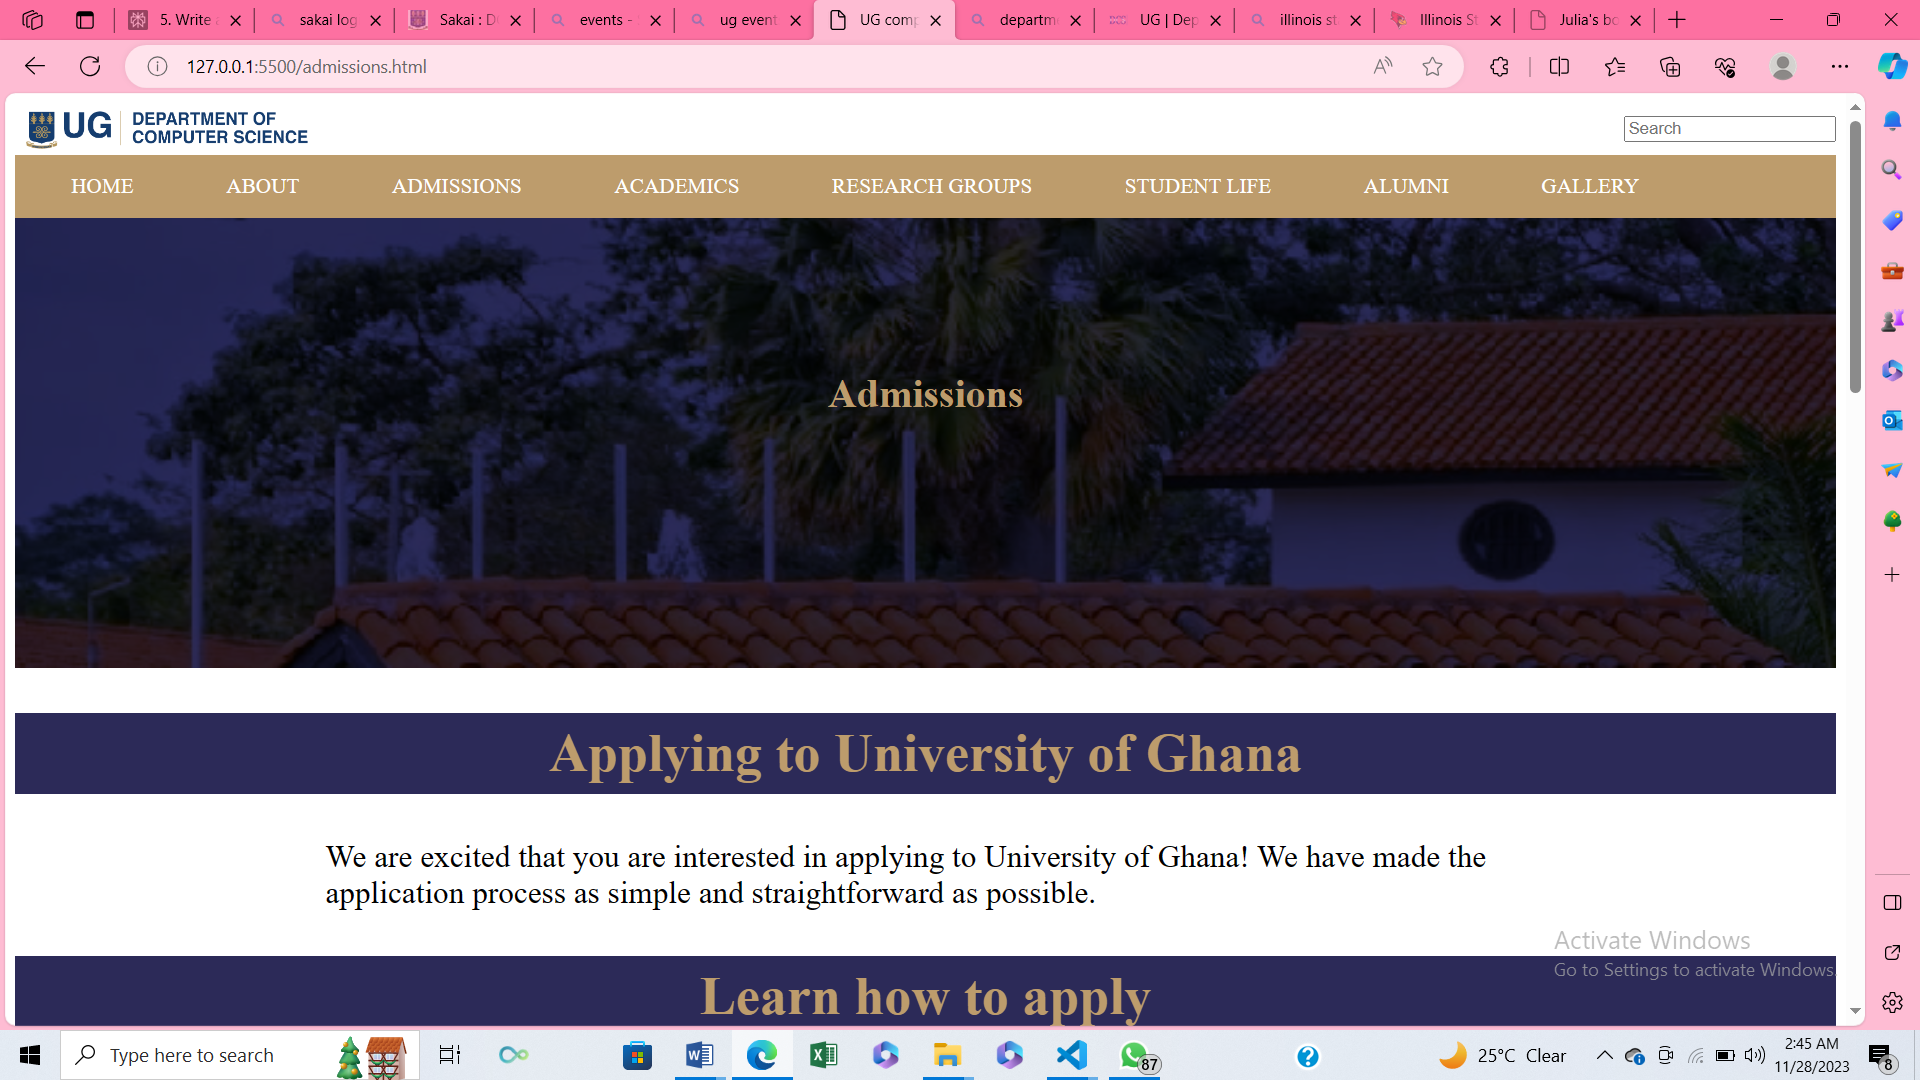 5. Write a
sakai log
Sakai : D
events -
ug event
UG comp
departme
UG | Dep
illinois st
Illinois St
Julia's bo
127.0.0.1:5500/admissions.html
UG
DEPARTMENT OF
COMPUTER SCIENCE
Search
HOME ABOUT ADMISSIONS ACADEMICS RESEARCH GROUPS STUDENT LIFE ALUMNI GALLERY
Admissions
Applying to University of Ghana
We are excited that you are interested in applying to University of Ghana! We have made the
application process as simple and straightforward as possible.
Activate Windows
Go to Settings to activate Windows.
Learn how to apply
Type here to search
87
25°C Clear
2:45 AM
11/28/2023
8